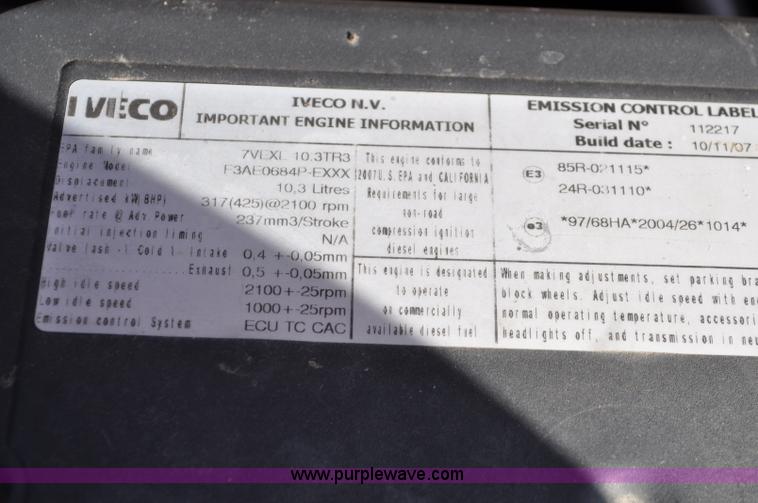 IVECO
IVECO N.V.
IMPORTANT ENGINE INFORMATION
EMISSION CONTROL LABEL
Serial N° 112217
Build date : 10/11/07
EPA family name 7VEXL 10.3TR3
Engine Model F3AE0684P-EXXX
Displacement 10,3 Litres
Advertised kW(BHP) 317(425)@2100 rpm
Fuel rate @ Adv. Power 237mm3/Stroke
Initial injection timing N/A
Valve lash - ( Cold ) - Intake 0,4 +-0,05mm
Exhaust 0,5 +-0,05mm
High idle speed 2100+-25rpm
Low idle speed 1000+-25rpm
Emission control System ECU TC CAC
This engine conforms to
2007U.S.EPA and CALIFORNIA
Requirements for large
non-road
compression ignition
diesel engines
This engine is designated
to operate
on commercially
available diesel fuel
E3
85R-021115*
24R-031110*
e3
*97/68HA*2004/26*1014*
When making adjustments, set parking bra
block wheels. Adjust idle speed with en
normal operating temperature, accessori
headlights off, and transmission in neu
www.purplewave.com